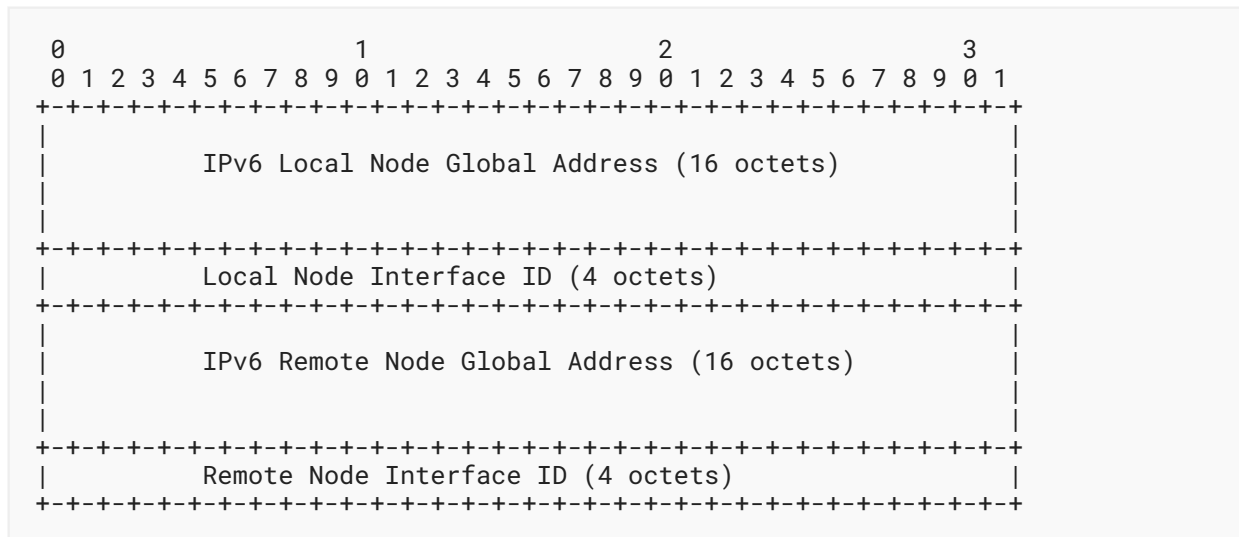 0                   1                   2                   3
 0 1 2 3 4 5 6 7 8 9 0 1 2 3 4 5 6 7 8 9 0 1 2 3 4 5 6 7 8 9 0 1
+-+-+-+-+-+-+-+-+-+-+-+-+-+-+-+-+-+-+-+-+-+-+-+-+-+-+-+-+-+-+-+-+
|                                                               |
|          IPv6 Local Node Global Address (16 octets)           |
|                                                               |
|                                                               |
+-+-+-+-+-+-+-+-+-+-+-+-+-+-+-+-+-+-+-+-+-+-+-+-+-+-+-+-+-+-+-+-+
|          Local Node Interface ID (4 octets)                   |
+-+-+-+-+-+-+-+-+-+-+-+-+-+-+-+-+-+-+-+-+-+-+-+-+-+-+-+-+-+-+-+-+
|                                                               |
|          IPv6 Remote Node Global Address (16 octets)          |
|                                                               |
|                                                               |
+-+-+-+-+-+-+-+-+-+-+-+-+-+-+-+-+-+-+-+-+-+-+-+-+-+-+-+-+-+-+-+-+
|          Remote Node Interface ID (4 octets)                  |
+-+-+-+-+-+-+-+-+-+-+-+-+-+-+-+-+-+-+-+-+-+-+-+-+-+-+-+-+-+-+-+-+